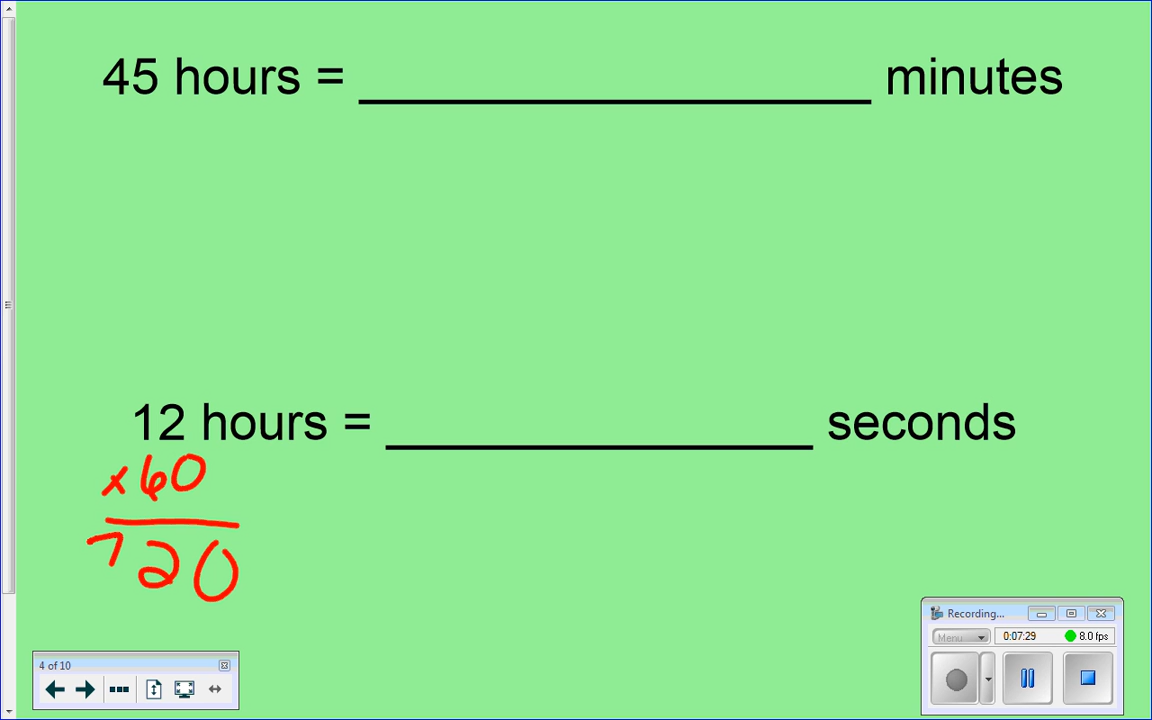 45 hours = ____________________ minutes
12 hours = ________________ seconds
x60
720
Recording...
Menu
0:07:29
8.0 fps
4 of 10